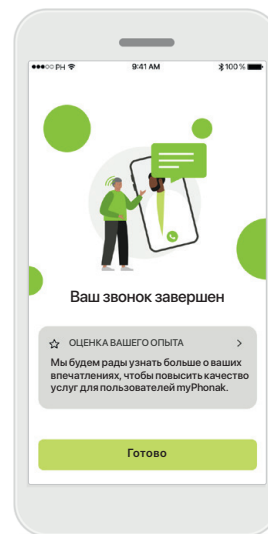 PH 9:41 AM 100 %
Ваш звонок завершен
ОЦЕНКА ВАШЕГО ОПЫТА
Мы будем рады узнать больше о ваших
впечатлениях, чтобы повысить качество
услуг для пользователей myPhonak.
Готово